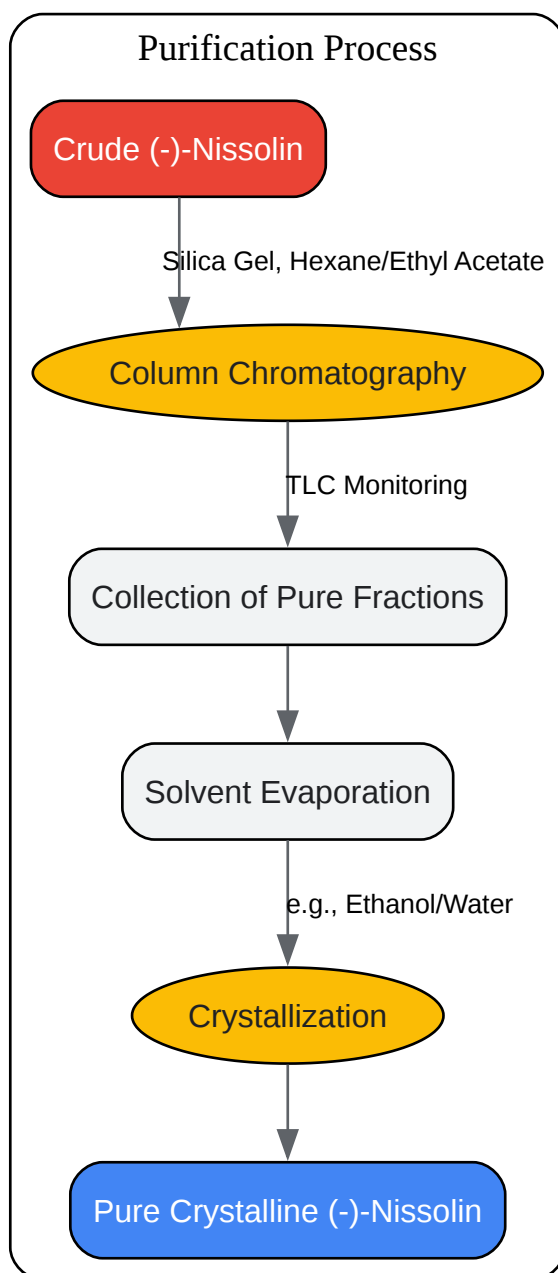 Purification Process
Crude (-)-Nissolin
Silica Gel, Hexane/Ethyl Acetate
Column Chromatography
TLC Monitoring
Collection of Pure Fractions
Solvent Evaporation
e.g., Ethanol/Water
Crystallization
Pure Crystalline (-)-Nissolin